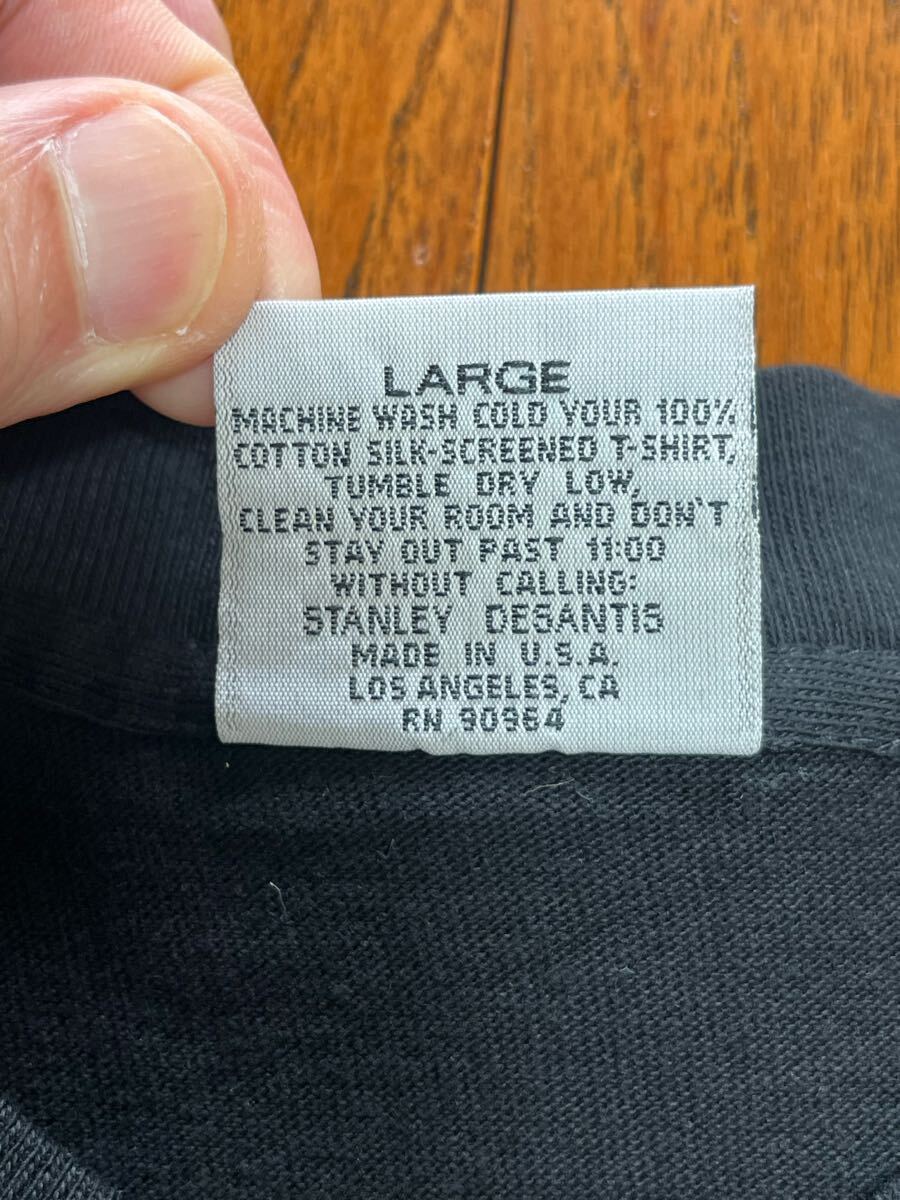 LARGE
MACHINE WASH COLD YOUR 100%
COTTON SILK-SCREENED T-SHIRT,
TUMBLE DRY LOW,
CLEAN YOUR ROOM AND DON'T
STAY OUT PAST 11:00
WITHOUT CALLING:
STANLEY DESANTIS
MADE IN U.S.A.
LOS ANGELES, CA
RN 90964